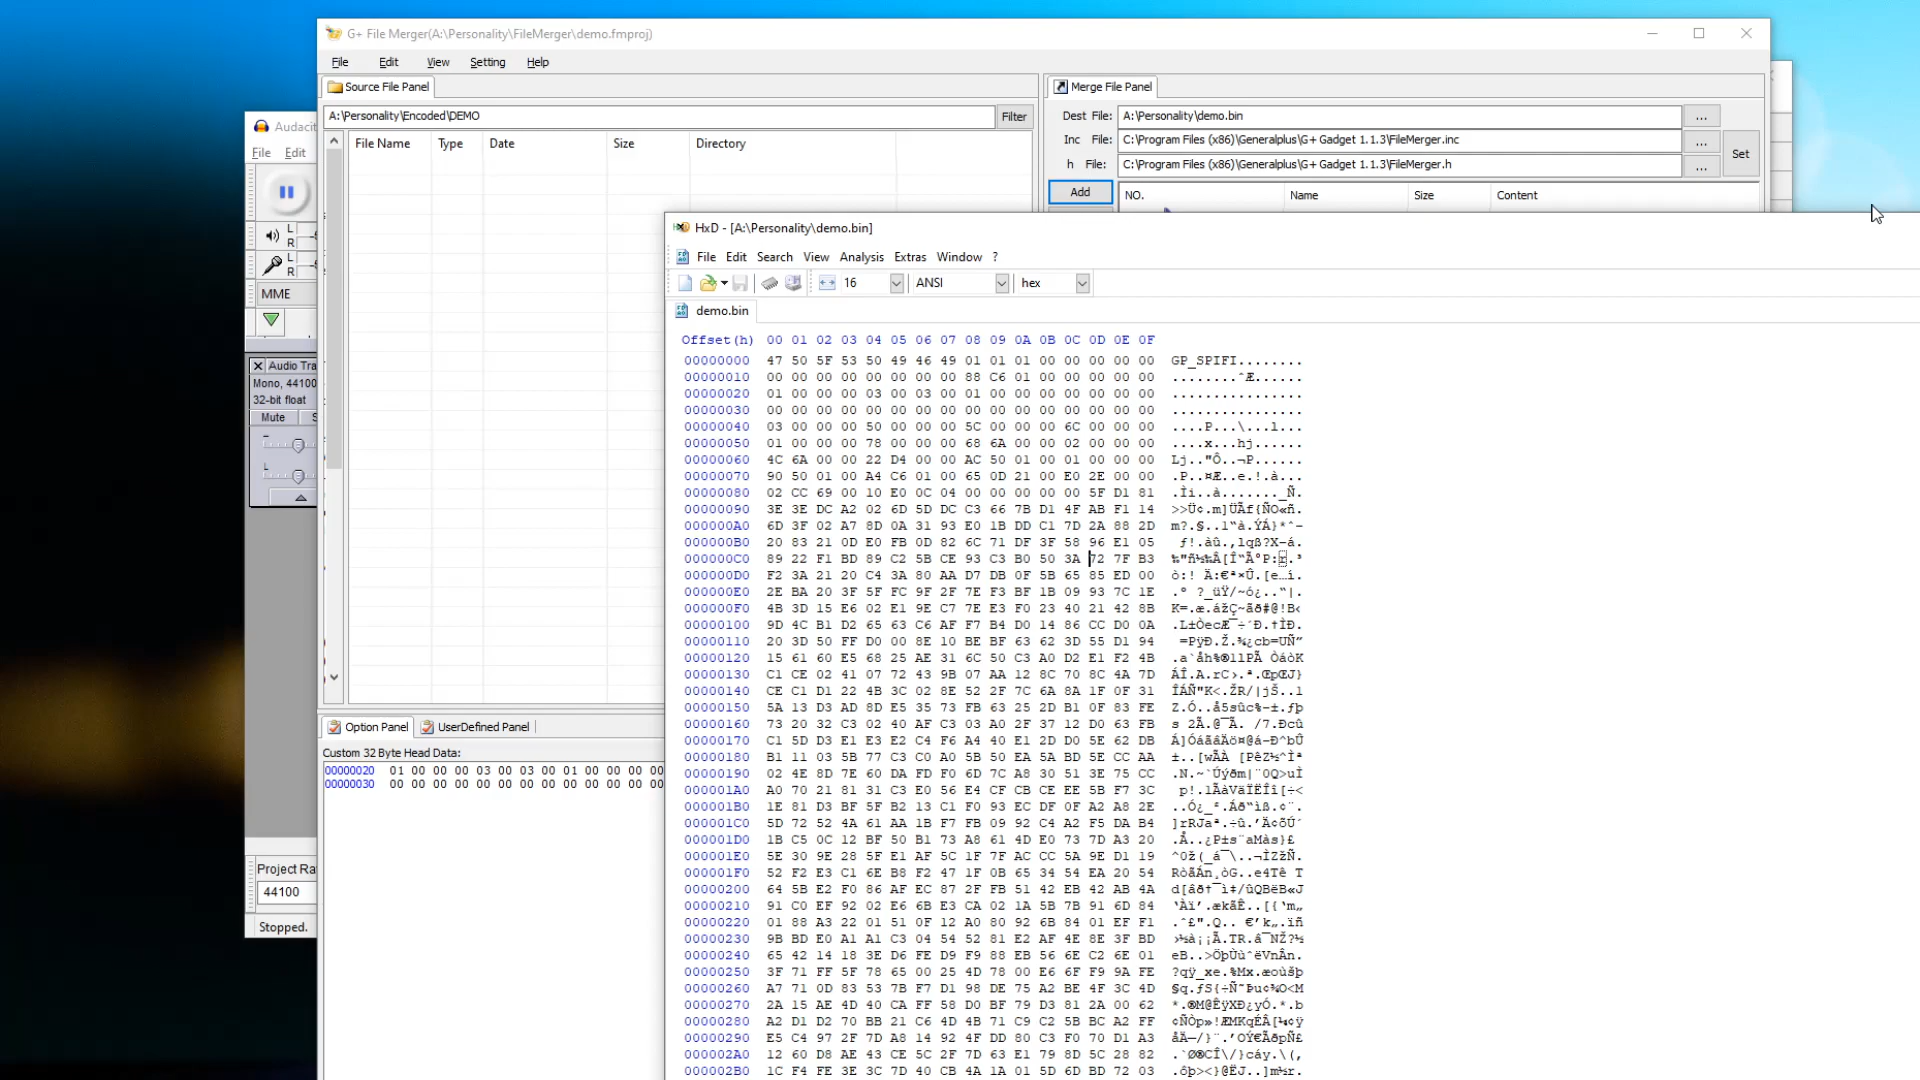 G+ File Merger(A:\Personality\FileMerger\demo.fmproj)
File Edit View Setting Help
Source File Panel
Merge File Panel
A:\Personality\Encoded\DEMO Filter
Dest File: A:\Personality\demo.bin ...
Inc File: C:\Program Files (x86)\Generalplus\G+ Gadget 1.1.3\FileMerger.inc ...
h File: C:\Program Files (x86)\Generalplus\G+ Gadget 1.1.3\FileMerger.h ...
Set
File Name Type Date Size Directory
Add NO. Name Size Content
Audacit
File Edit
L
R
L
R
MME
Audio Tra
Mono, 44100
32-bit float
Mute S
L
Project Ra
44100
Stopped.
HxD - [A:\Personality\demo.bin]
File Edit Search View Analysis Extras Window ?
16 ANSI hex
demo.bin
Offset(h) 00 01 02 03 04 05 06 07 08 09 0A 0B 0C 0D 0E 0F
00000000 47 50 5F 53 50 49 46 49 01 01 01 00 00 00 00 00 GP_SPIFI........
00000010 00 00 00 00 00 00 00 00 88 C6 01 00 00 00 00 00 ........ˆÆ......
00000020 01 00 00 00 03 00 03 00 01 00 00 00 00 00 00 00 ................
00000030 00 00 00 00 00 00 00 00 00 00 00 00 00 00 00 00 ................
00000040 03 00 00 00 50 00 00 00 5C 00 00 00 6C 00 00 00 ....P...\...l...
00000050 01 00 00 00 78 00 00 00 68 6A 00 00 02 00 00 00 ....x...hj......
00000060 4C 6A 00 00 22 D4 00 00 AC 50 01 00 01 00 00 00 Lj.."Ô..¬P......
00000070 90 50 01 00 A4 C6 01 00 65 0D 21 00 E0 2E 00 00 .P..¤Æ..e.!.à...
00000080 02 CC 69 00 10 E0 0C 04 00 00 00 00 00 5F D1 81 .Ìi..à......._Ñ.
00000090 3E 3E DC A2 02 6D 5D DC C3 66 7B D1 4F AB F1 14
000000A0 6D 3F 02 A7 8D 0A 31 93 E0 1B DD C1 7D 2A 88 2D
000000B0 20 83 21 0D E0 FB 0D 82 6C 71 DF 3F 58 96 E1 05
000000C0 89 22 F1 BD 89 C2 5B CE 93 C3 B0 50 3A 72 7F B3
000000D0 F2 3A 21 20 C4 3A 80 AA D7 DB 0F 5B 65 85 ED 00
000000E0 2E BA 20 3F 5F FC 9F 2F 7E F3 BF 1B 09 93 7C 1E
000000F0 4B 3D 15 E6 02 E1 9E C7 7E E3 F0 23 40 21 42 8B
00000100 9D 4C B1 D2 65 63 C6 AF F7 B4 D0 14 86 CC D0 0A
00000110 20 3D 50 FF D0 00 8E 10 BE BF 63 62 3D 55 D1 94
00000120 15 61 60 E5 68 25 AE 31 6C 50 C3 A0 D2 E1 F2 4B
00000130 C1 CE 02 41 07 72 43 9B 07 AA 12 8C 70 8C 4A 7D
00000140 CE C1 D1 22 4B 3C 02 8E 52 2F 7C 6A 8A 1F 0F 31
00000150 5A 13 D3 AD 8D E5 35 73 FB 63 25 2D B1 0F 83 FE
00000160 73 20 32 C3 02 40 AF C3 03 A0 2F 37 12 D0 63 FB
00000170 C1 5D D3 E1 E3 E2 C4 F6 A4 40 E1 2D D0 5E 62 DB
00000180 B1 11 03 5B 77 C3 C0 A0 5B 50 EA 5A BD 5E CC AA
00000190 02 4E 8D 7E 60 DA FD F0 6D 7C A8 30 51 3E 75 CC
000001A0 A0 70 21 81 31 C3 E0 56 E4 CF CB CE EE 5B F7 3C
000001B0 1E 81 D3 BF 5F B2 13 C1 F0 93 EC DF 0F A2 A8 2E
000001C0 5D 72 52 4A 61 AA 1B F7 FB 09 92 C4 A2 F5 DA B4
000001D0 1B C5 0C 12 BF 50 B1 73 A8 61 4D E0 73 7D A3 20
000001E0 5E 30 9E 28 5F E1 AF 5C 1F 7F AC CC 5A 9E D1 19
000001F0 52 F2 E3 C1 6E B8 F2 47 1F 0B 65 34 54 EA 20 54
00000200 64 5B E2 F0 86 AF EC 87 2F FB 51 42 EB 42 AB 4A
00000210 91 C0 EF 92 02 E6 6B E3 CA 02 1A 5B 7B 91 6D 84
00000220 01 88 A3 22 01 51 0F 12 A0 80 92 6B 84 01 EF F1
00000230 9B BD E0 A1 A1 C3 04 54 52 81 E2 AF 4E 8E 3F BD
00000240 65 42 14 18 3E D6 FE D9 F9 88 EB 56 6E C2 6E 01
00000250 3F 71 FF 5F 78 65 00 25 4D 78 00 E6 6F F9 9A FE
00000260 A7 71 0D 83 53 7B F7 D1 98 DE 75 A2 BE 4F 3C 4D
00000270 2A 15 AE 4D 40 CA FF 58 D0 BF 79 D3 81 2A 00 62
00000280 A2 D1 D2 70 BB 21 C6 4D 4B 71 C9 C2 5B BC A2 FF
00000290 E5 C4 97 2F 7D A8 14 92 4F DD 80 C3 F0 70 D1 A3
000002A0 12 60 D8 AE 43 CE 5C 2F 7D 63 E1 79 8D 5C 28 82
000002B0 1C F4 FE 3E 3C 7D 40 CB 4A 1A 01 5D 6D BD 72 03
Option Panel UserDefined Panel
Custom 32 Byte Head Data:
00000020 01 00 00 00 03 00 03 00 01 00 00 00 00
00000030 00 00 00 00 00 00 00 00 00 00 00 00 00